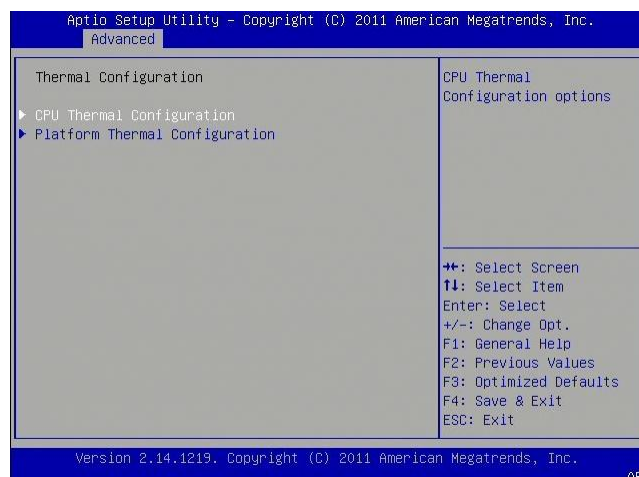 Aptio Setup Utility – Copyright (C) 2011 American Megatrends, Inc.
Advanced
Thermal Configuration
CPU Thermal Configuration
Platform Thermal Configuration
CPU Thermal
Configuration options
→←: Select Screen
↑↓: Select Item
Enter: Select
+/-: Change Opt.
F1: General Help
F2: Previous Values
F3: Optimized Defaults
F4: Save & Exit
ESC: Exit
Version 2.14.1219. Copyright (C) 2011 American Megatrends, Inc.